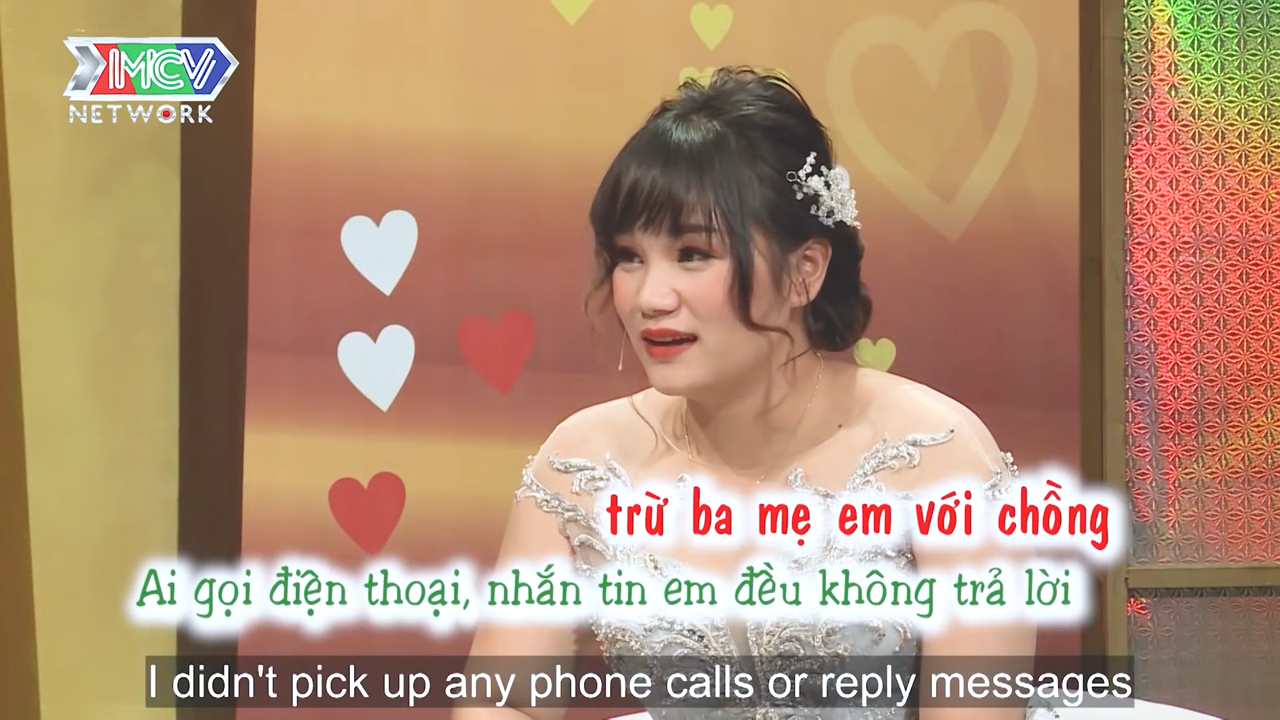 MCV
NETWORK
trừ ba mẹ em với chồng
Ai gọi điện thoại, nhắn tin em đều không trả lời
I didn't pick up any phone calls or reply messages